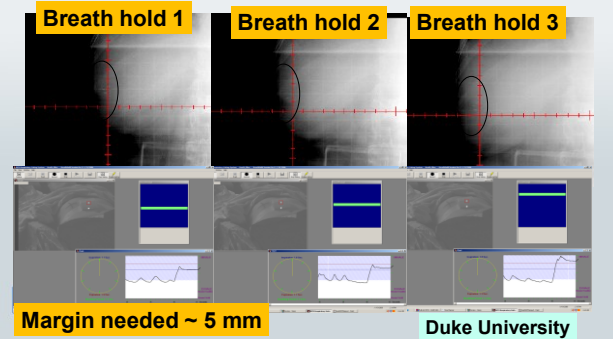 Breath hold 1
Breath hold 2
Breath hold 3
Margin needed ~ 5 mm
Duke University